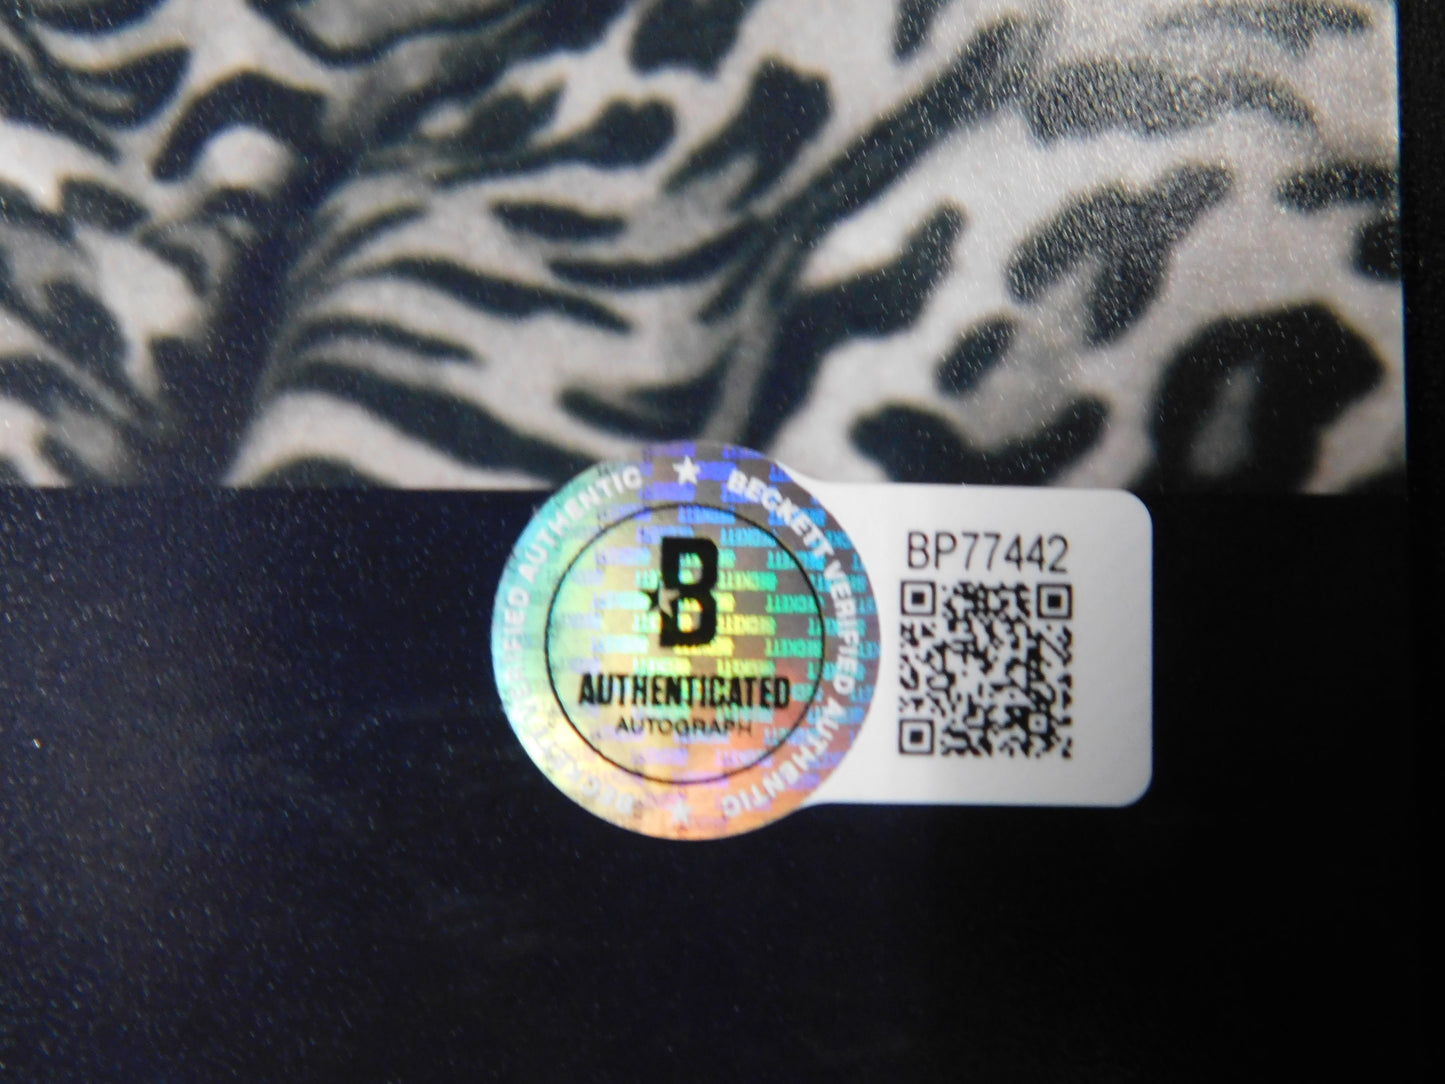 BECKETT VERIFIED AUTHENTIC ★ BECKETT VERIFIED AUTHENTIC ★
B
AUTHENTICATED
AUTOGRAPH
BP77442